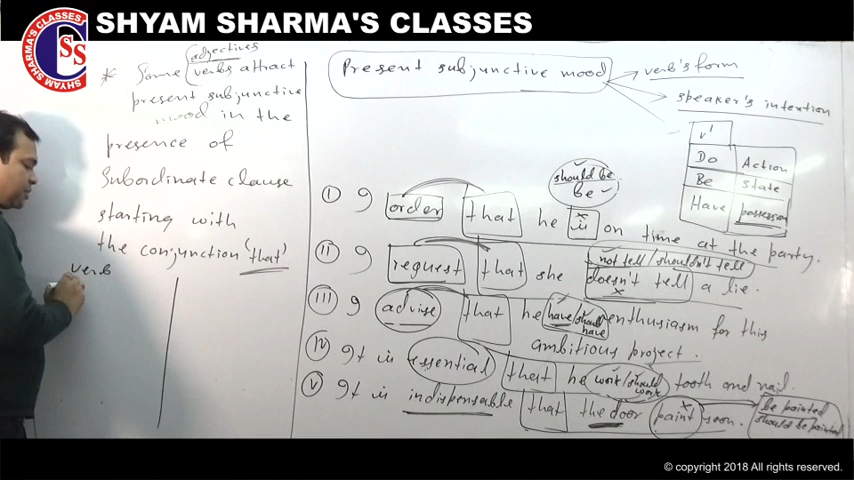 SHYAM SHARMA'S CLASSES
SHYAM SHARMA'S CLASSES
SS
(adjectives
* Some verbs attract
present subjunctive
mood in the
presence of
Subordinate clause
starting with
the conjunction (that)
verb
Present subjunctive mood
verb's form
speaker's intention
V'
Do Action
Be State
Have possession
should be
be
(I) I order that he is on time at the party.
not tell/shouldn't tell
(II) I request that she doesn't tell a lie.
(III) I advise that he have/should have enthusiasm for this
ambitious project.
(IV) It is essential that he work/should work tooth and nail.
(V) It is indispensable that the door paint soon.
be painted
should be painted
© copyright 2018 All rights reserved.